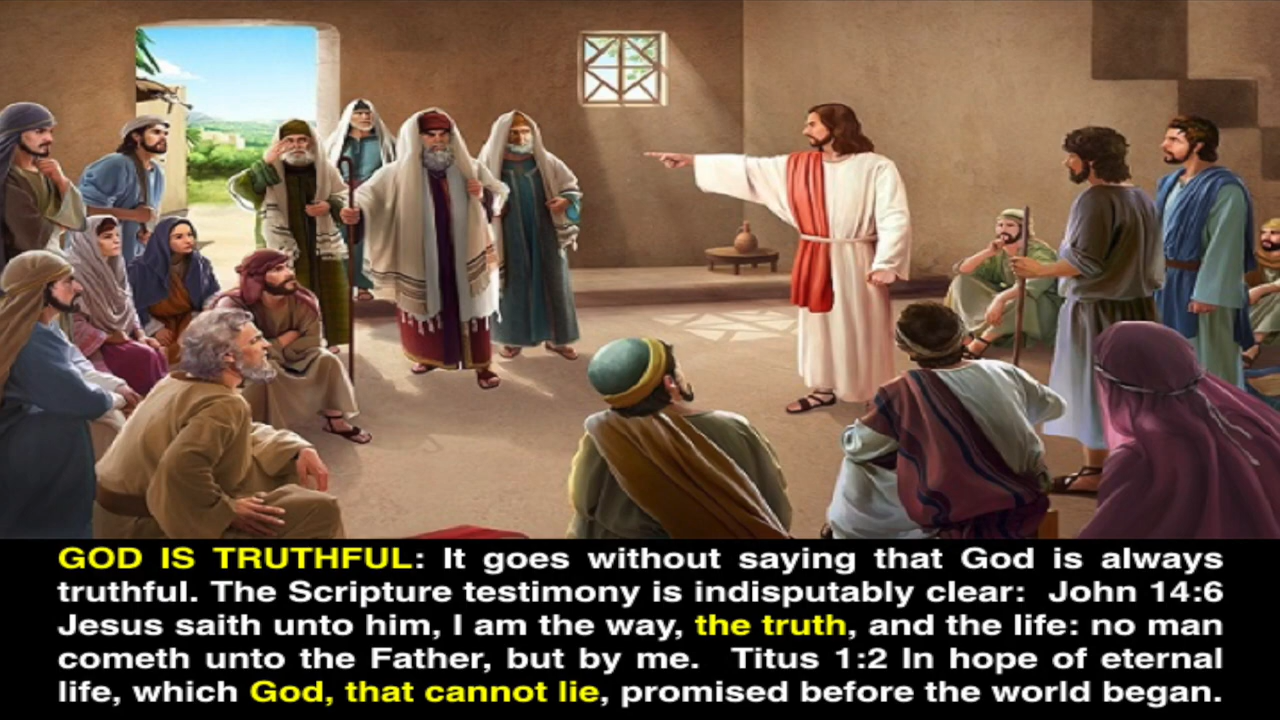 GOD IS TRUTHFUL: It goes without saying that God is always
truthful. The Scripture testimony is indisputably clear: John 14:6
Jesus saith unto him, I am the way, the truth, and the life: no man
cometh unto the Father, but by me. Titus 1:2 In hope of eternal
life, which God, that cannot lie, promised before the world began.